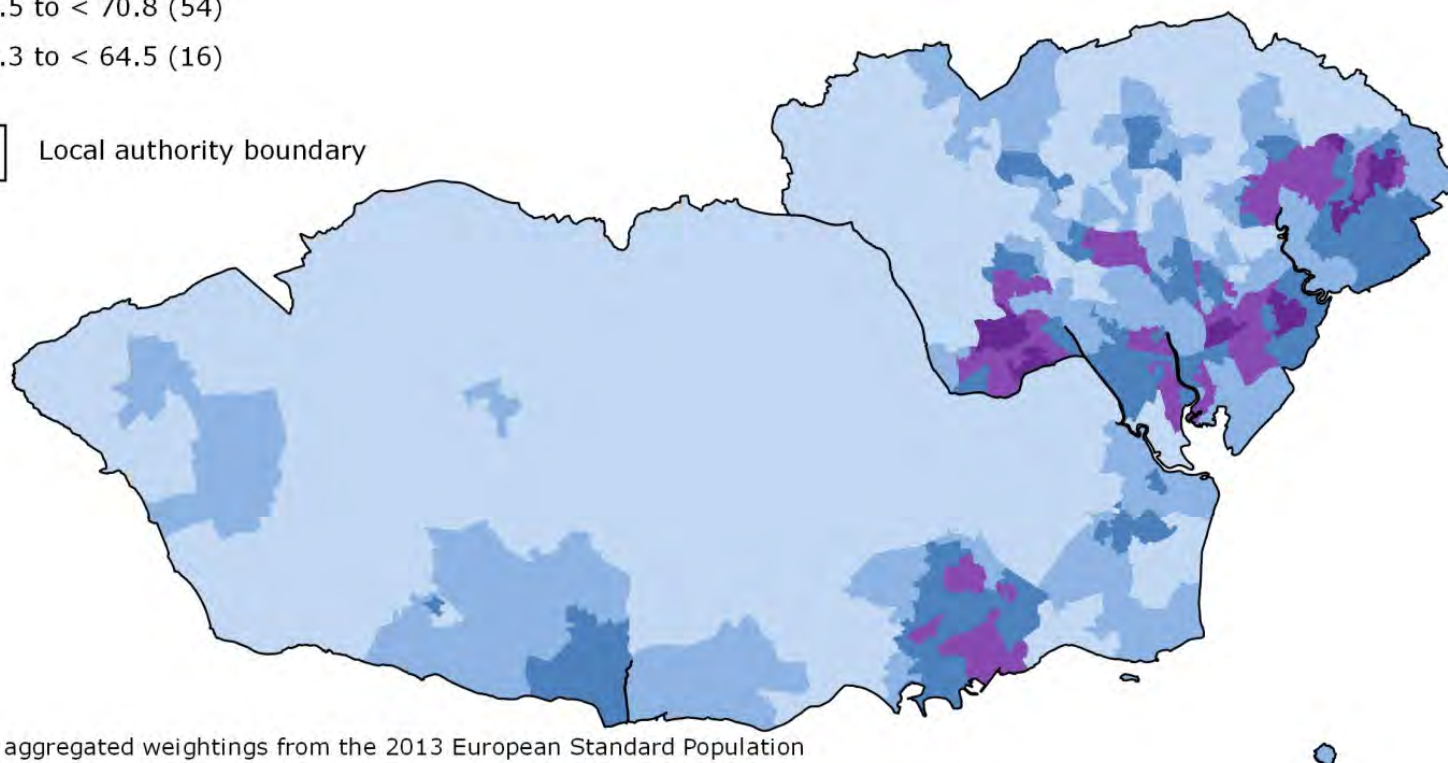 .5 to < 70.8 (54)
.3 to < 64.5 (16)
Local authority boundary
aggregated weightings from the 2013 European Standard Population